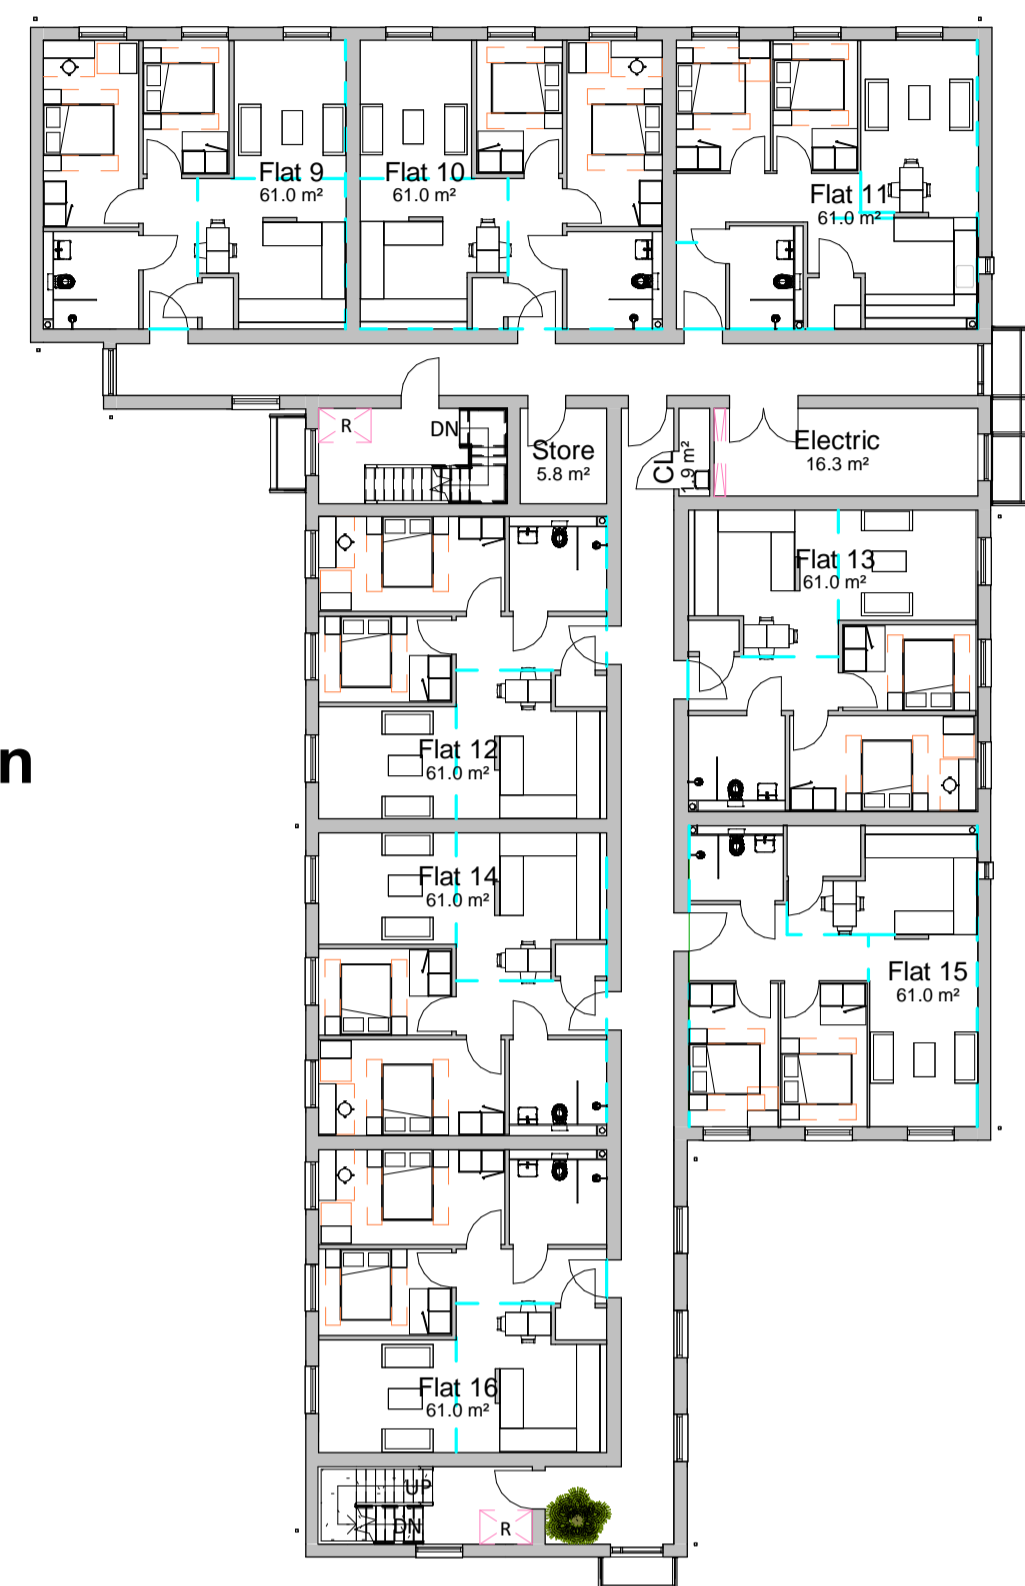 Flat 9
61.0 m²
Flat 10
61.0 m²
Flat 11
61.0 m²
R
DN
Store
5.8 m²
CL
1.9 m²
Electric
16.3 m²
Flat 13
61.0 m²
Flat 12
61.0 m²
n
Flat 14
61.0 m²
Flat 15
61.0 m²
Flat 16
61.0 m²
UP
DN
R